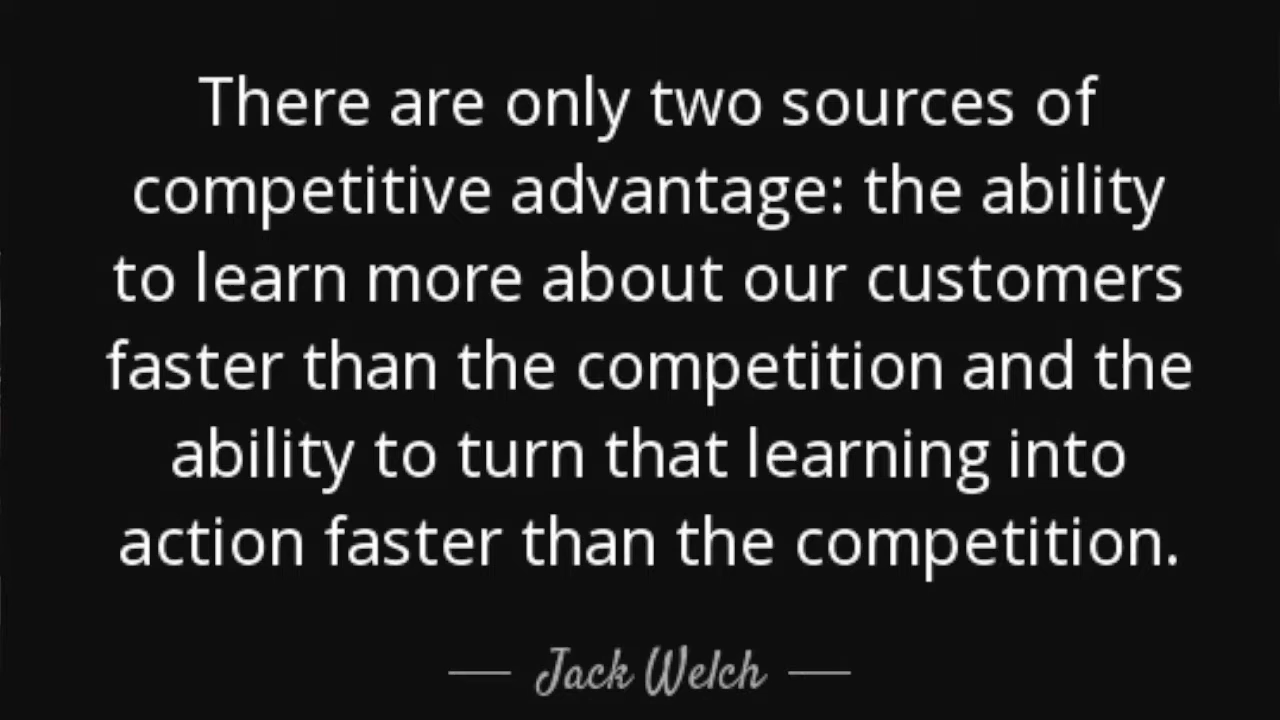 There are only two sources of
competitive advantage: the ability
to learn more about our customers
faster than the competition and the
ability to turn that learning into
action faster than the competition.
Jack Welch